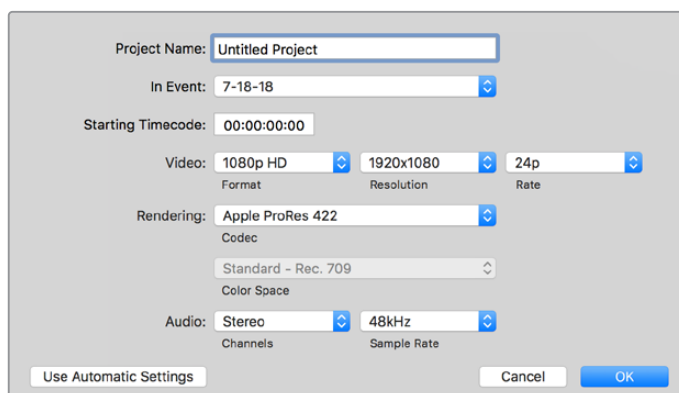 Project Name: Untitled Project
In Event: 7-18-18
Starting Timecode: 00:00:00:00
Video: 1080p HD 1920x1080 24p
Format Resolution Rate
Rendering: Apple ProRes 422
Codec
Standard - Rec. 709
Color Space
Audio: Stereo 48kHz
Channels Sample Rate
Use Automatic Settings Cancel OK